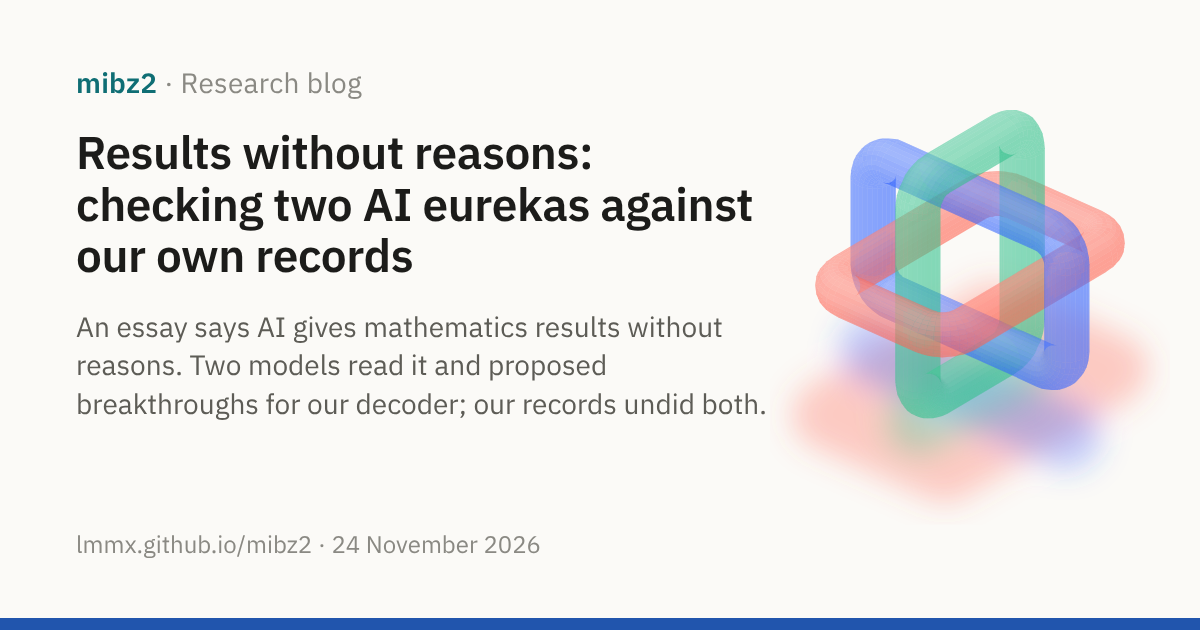 mibz2 · Research blog
Results without reasons:
checking two AI eurekas against
our own records
An essay says AI gives mathematics results without
reasons. Two models read it and proposed
breakthroughs for our decoder; our records undid both.
lmmx.github.io/mibz2 · 24 November 2026